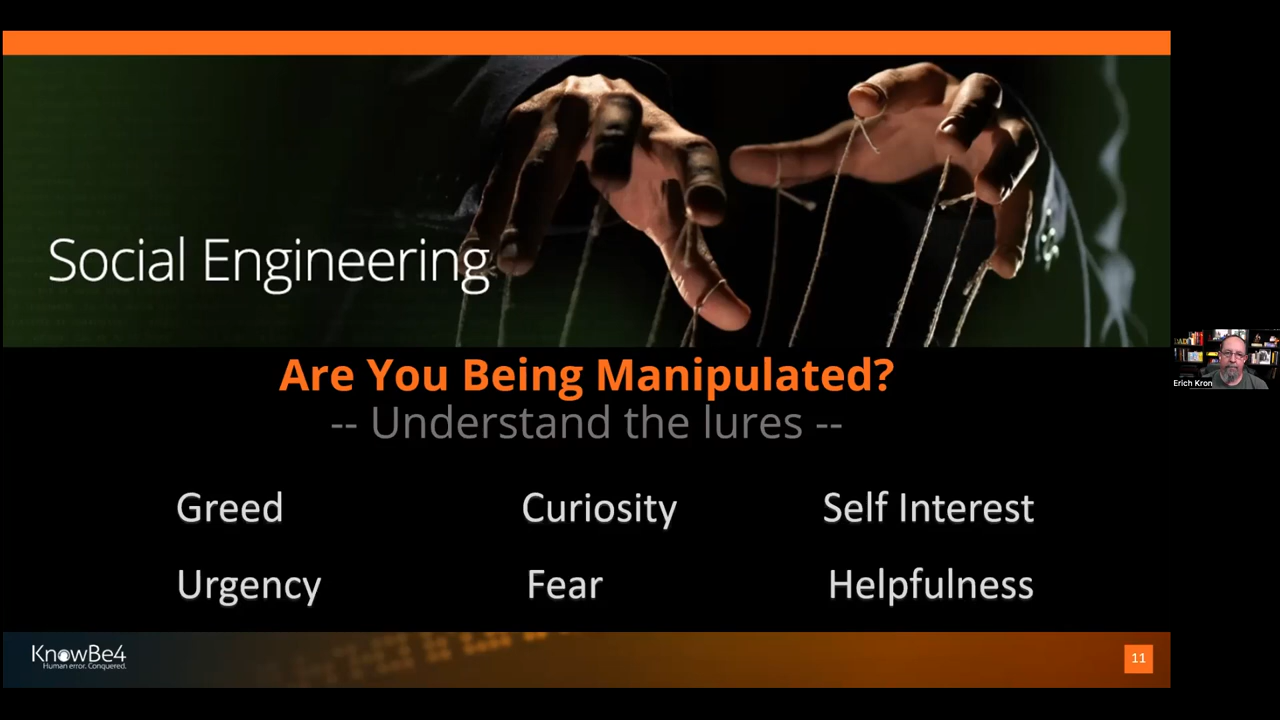 Social Engineering
Are You Being Manipulated?
-- Understand the lures --
Greed Curiosity Self Interest
Urgency Fear Helpfulness
Erich Kron
KnowBe4
Human error. Conquered.
11